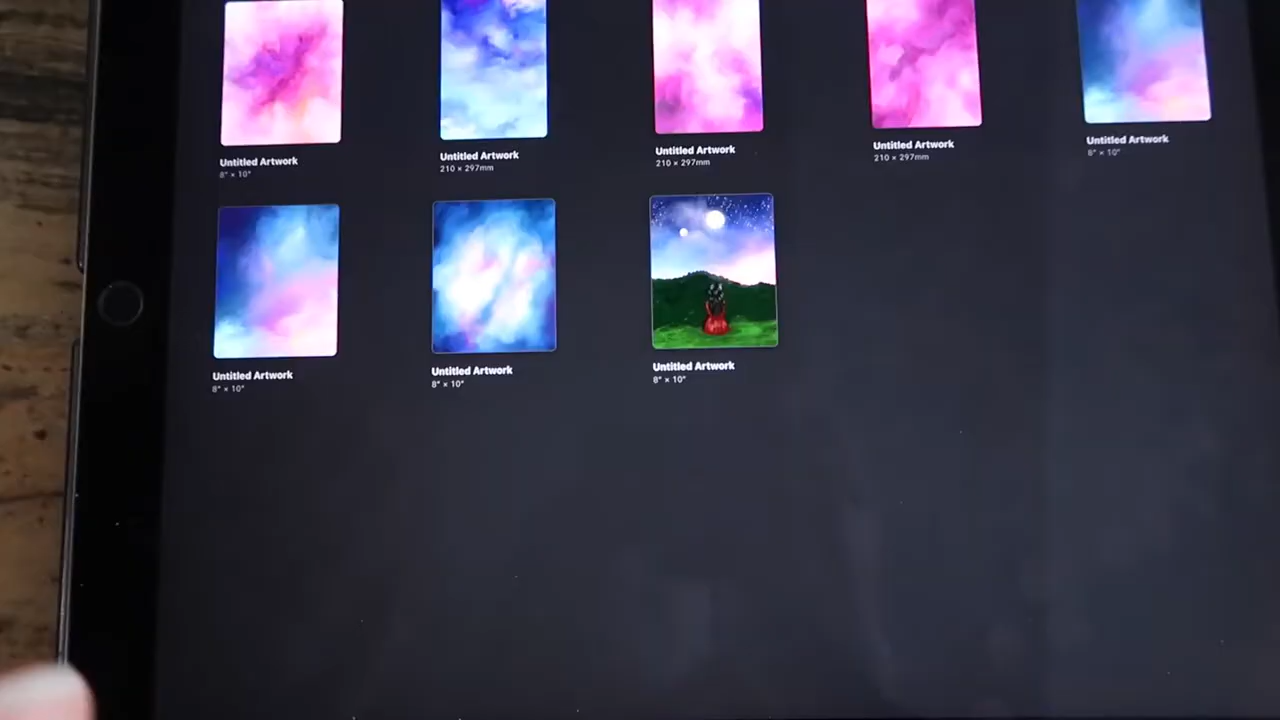 Untitled Artwork
8" × 10"
Untitled Artwork
210 × 297mm
Untitled Artwork
210 × 297mm
Untitled Artwork
210 × 297mm
Untitled Artwork
8" × 10"
Untitled Artwork
8" × 10"
Untitled Artwork
8" × 10"
Untitled Artwork
8" × 10"